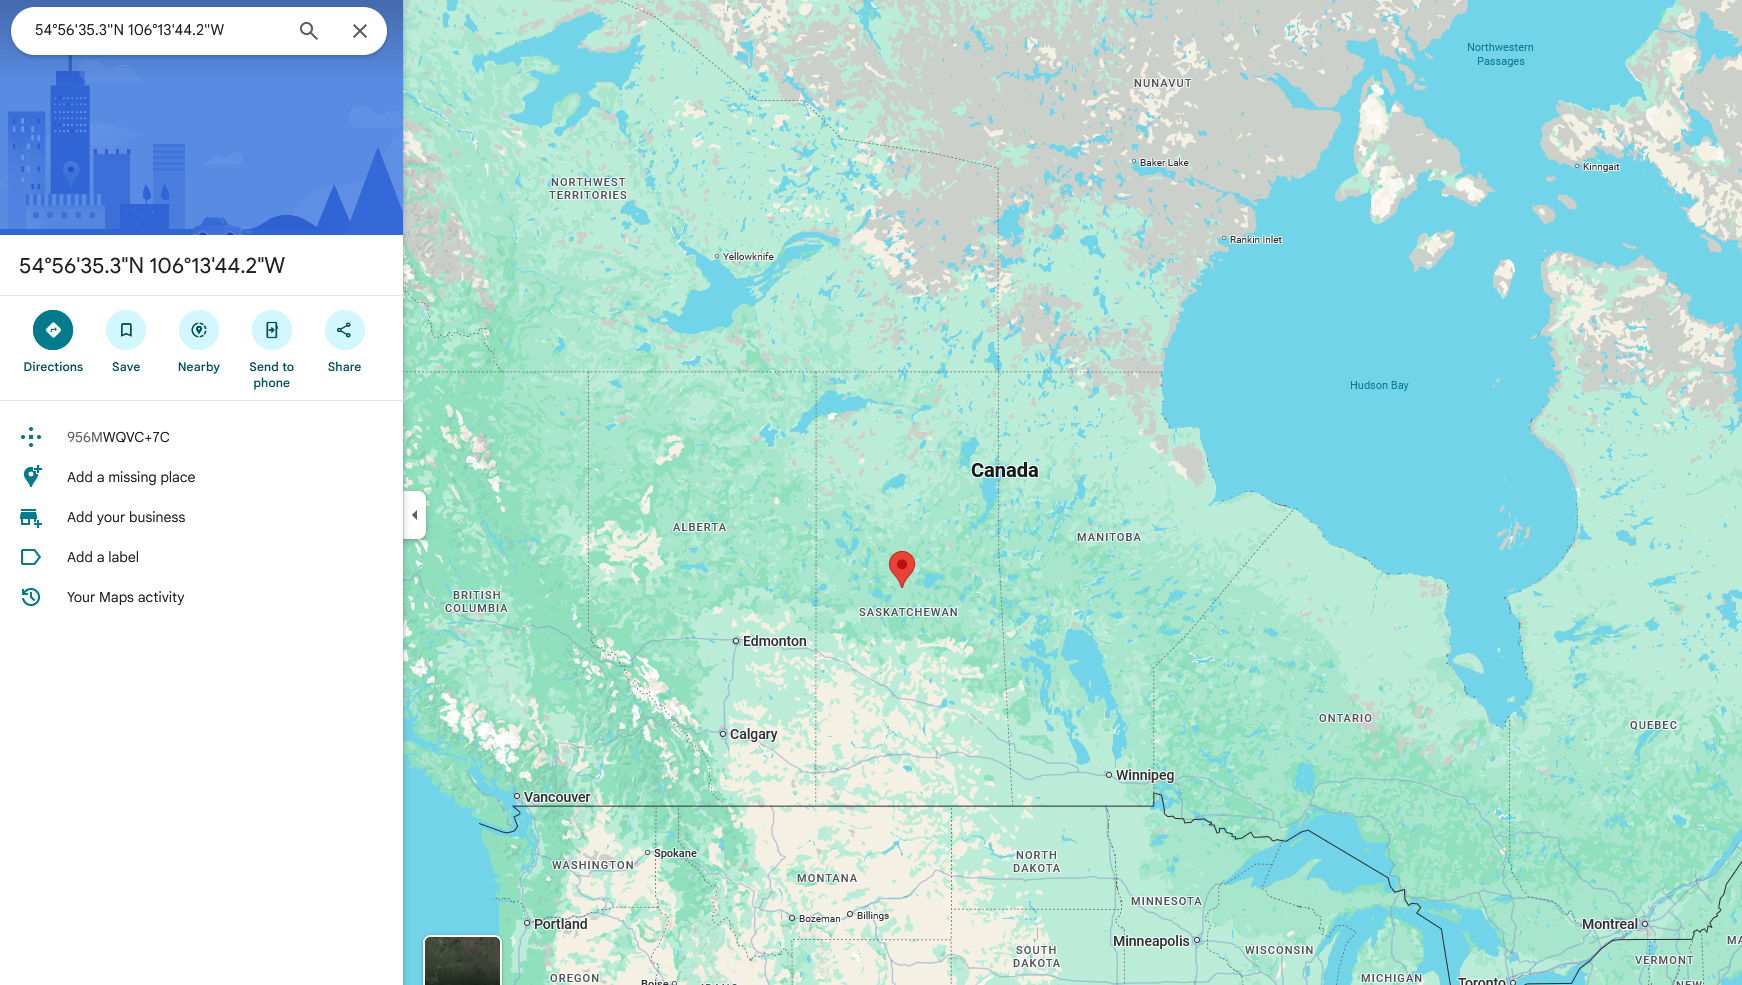 54°56'35.3"N 106°13'44.2"W
54°56'35.3"N 106°13'44.2"W
Directions
Save
Nearby
Send to
phone
Share
956MWQVC+7C
Add a missing place
Add your business
Add a label
Your Maps activity
Northwestern
Passages
NUNAVUT
Baker Lake
Kinngait
NORTHWEST
TERRITORIES
Yellowknife
Rankin Inlet
Hudson Bay
Canada
ALBERTA
MANITOBA
BRITISH
COLUMBIA
SASKATCHEWAN
Edmonton
ONTARIO
QUEBEC
Calgary
Winnipeg
Vancouver
Spokane
WASHINGTON
NORTH
DAKOTA
MONTANA
MINNESOTA
Bozeman
Billings
Portland
Montreal
Minneapolis
SOUTH
DAKOTA
WISCONSIN
MA
VERMONT
OREGON
MICHIGAN
Boise
Toronto
NEW